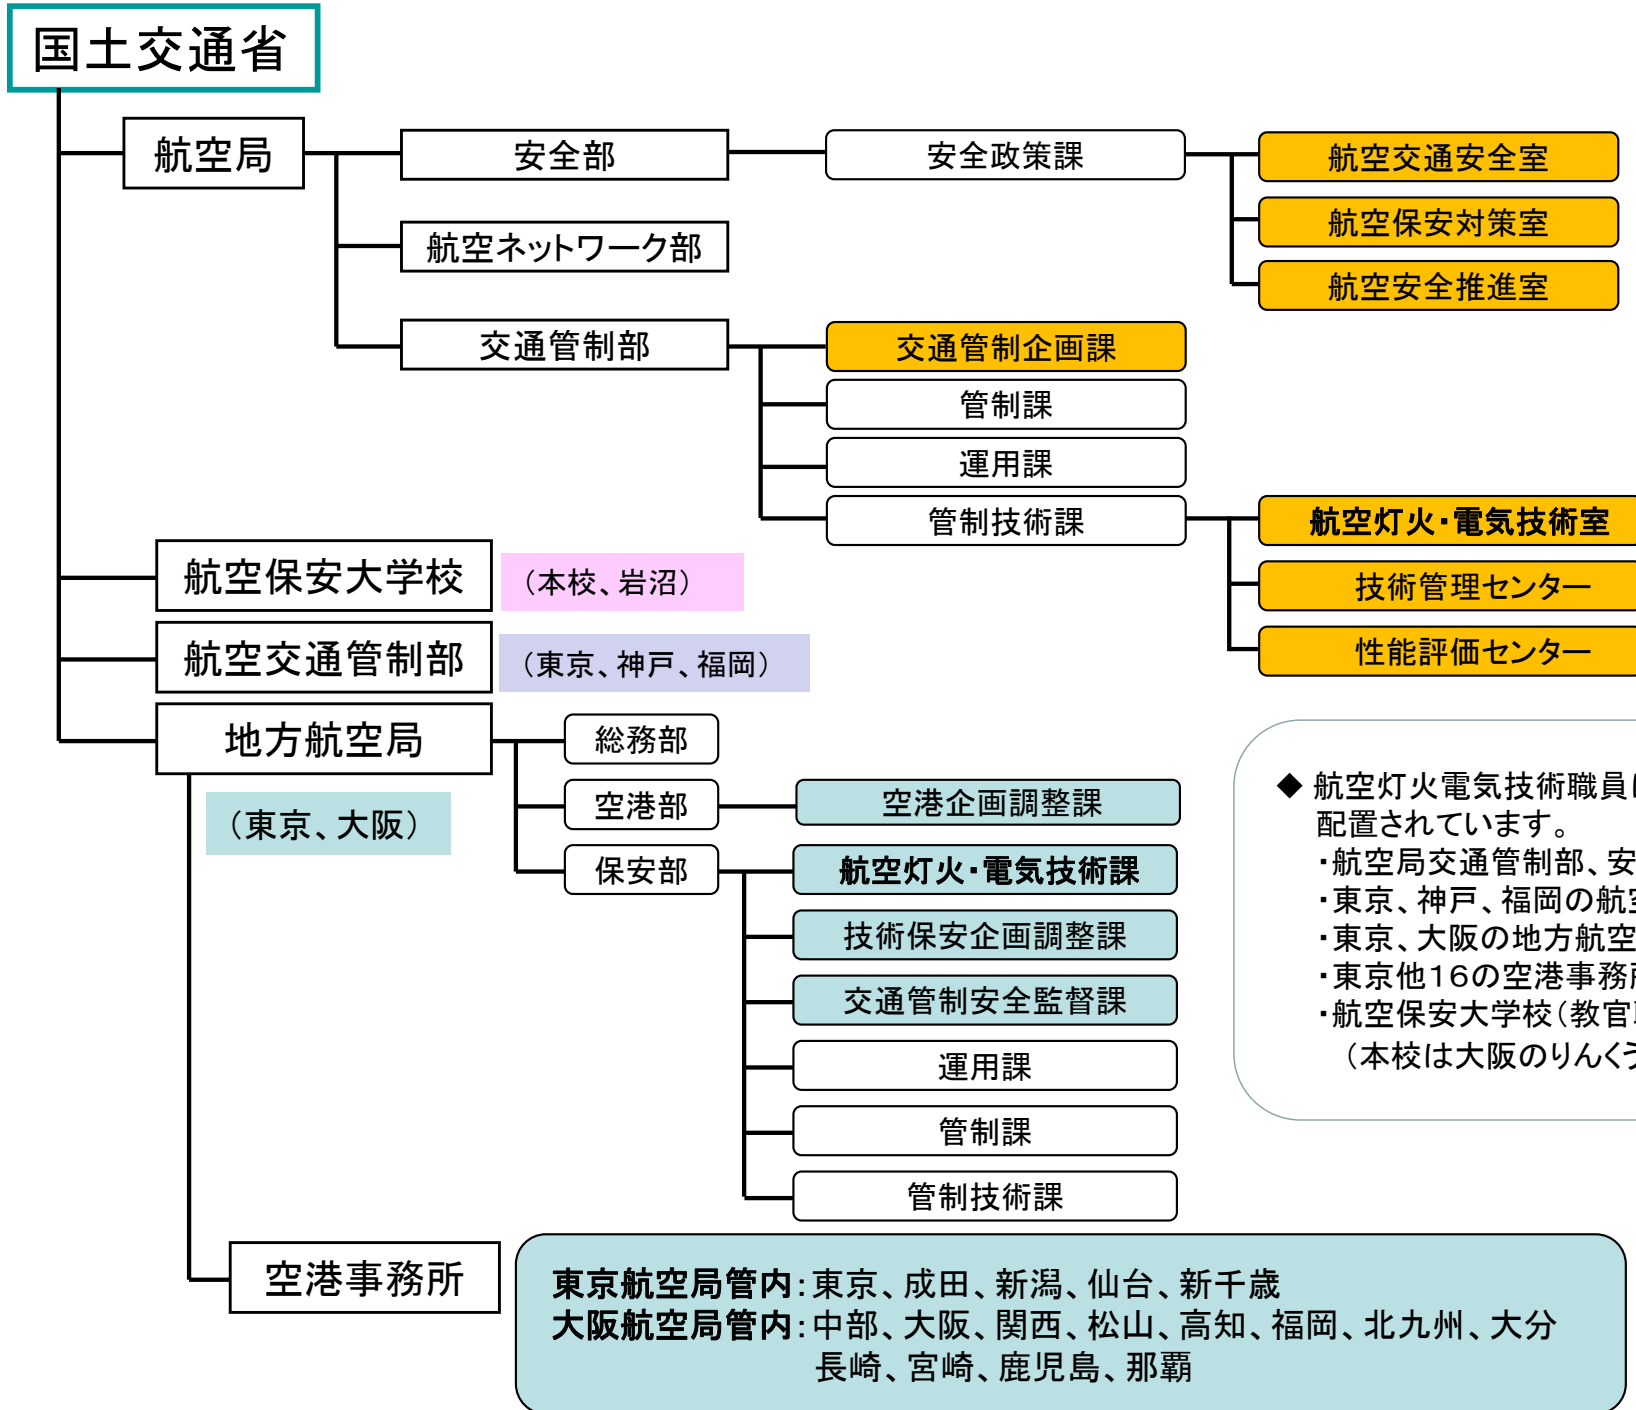 国土交通省
航空局
安全部
安全政策課
航空交通安全室
航空保安対策室
航空安全推進室
航空ネットワーク部
交通管制部
交通管制企画課
管制課
運用課
管制技術課
航空灯火・電気技術室
技術管理センター
性能評価センター
航空保安大学校
（本校、岩沼）
航空交通管制部
（東京、神戸、福岡）
地方航空局
（東京、大阪）
総務部
空港部
空港企画調整課
保安部
航空灯火・電気技術課
技術保安企画調整課
交通管制安全監督課
運用課
管制課
管制技術課
◆ 航空灯火電気技術職員
配置されています。
・航空局交通管制部、安
・東京、神戸、福岡の航
・東京、大阪の地方航空
・東京他16の空港事務
・航空保安大学校（教官
（本校は大阪のりんく
空港事務所
東京航空局管内：東京、成田、新潟、仙台、新千歳
大阪航空局管内：中部、大阪、関西、松山、高知、福岡、北九州、大分
長崎、宮崎、鹿児島、那覇